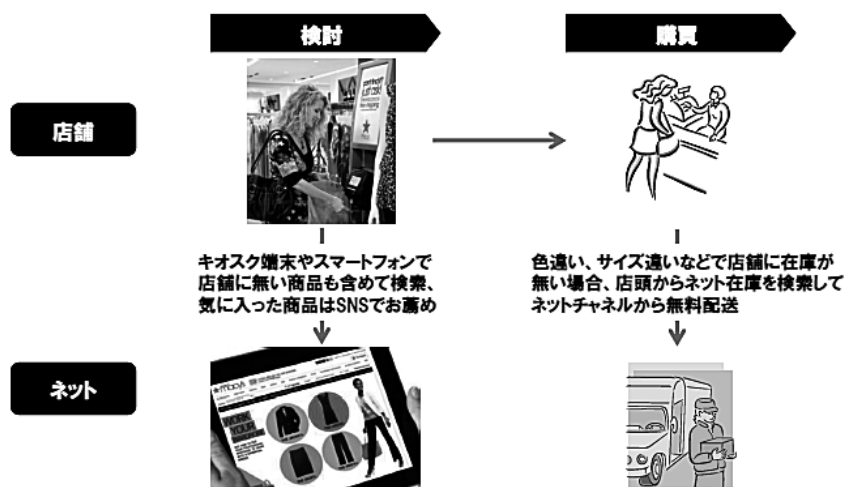 検討
購買
店舗
キオスク端末やスマートフォンで
店舗に無い商品も含めて検索、
気に入った商品はSNSでお薦め
色違い、サイズ違いなどで店舗に在庫が
無い場合、店頭からネット在庫を検索して
ネットチャネルから無料配送
ネット
macy's
WORK
YOUR